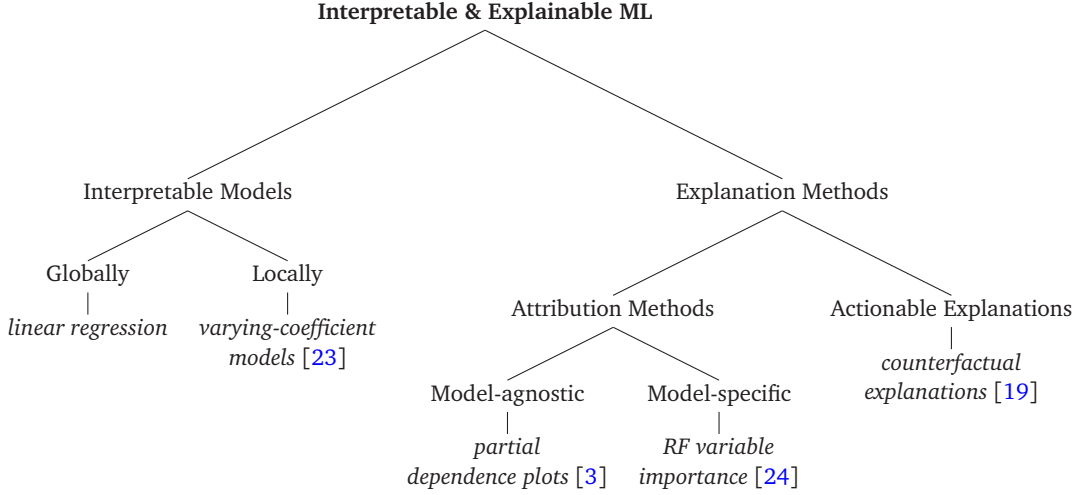 Interpretable & Explainable ML
Interpretable Models
Explanation Methods
Globally
Locally
linear regression
varying-coefficient
models [23]
Attribution Methods
Actionable Explanations
counterfactual
explanations [19]
Model-agnostic
Model-specific
partial
dependence plots [3]
RF variable
importance [24]